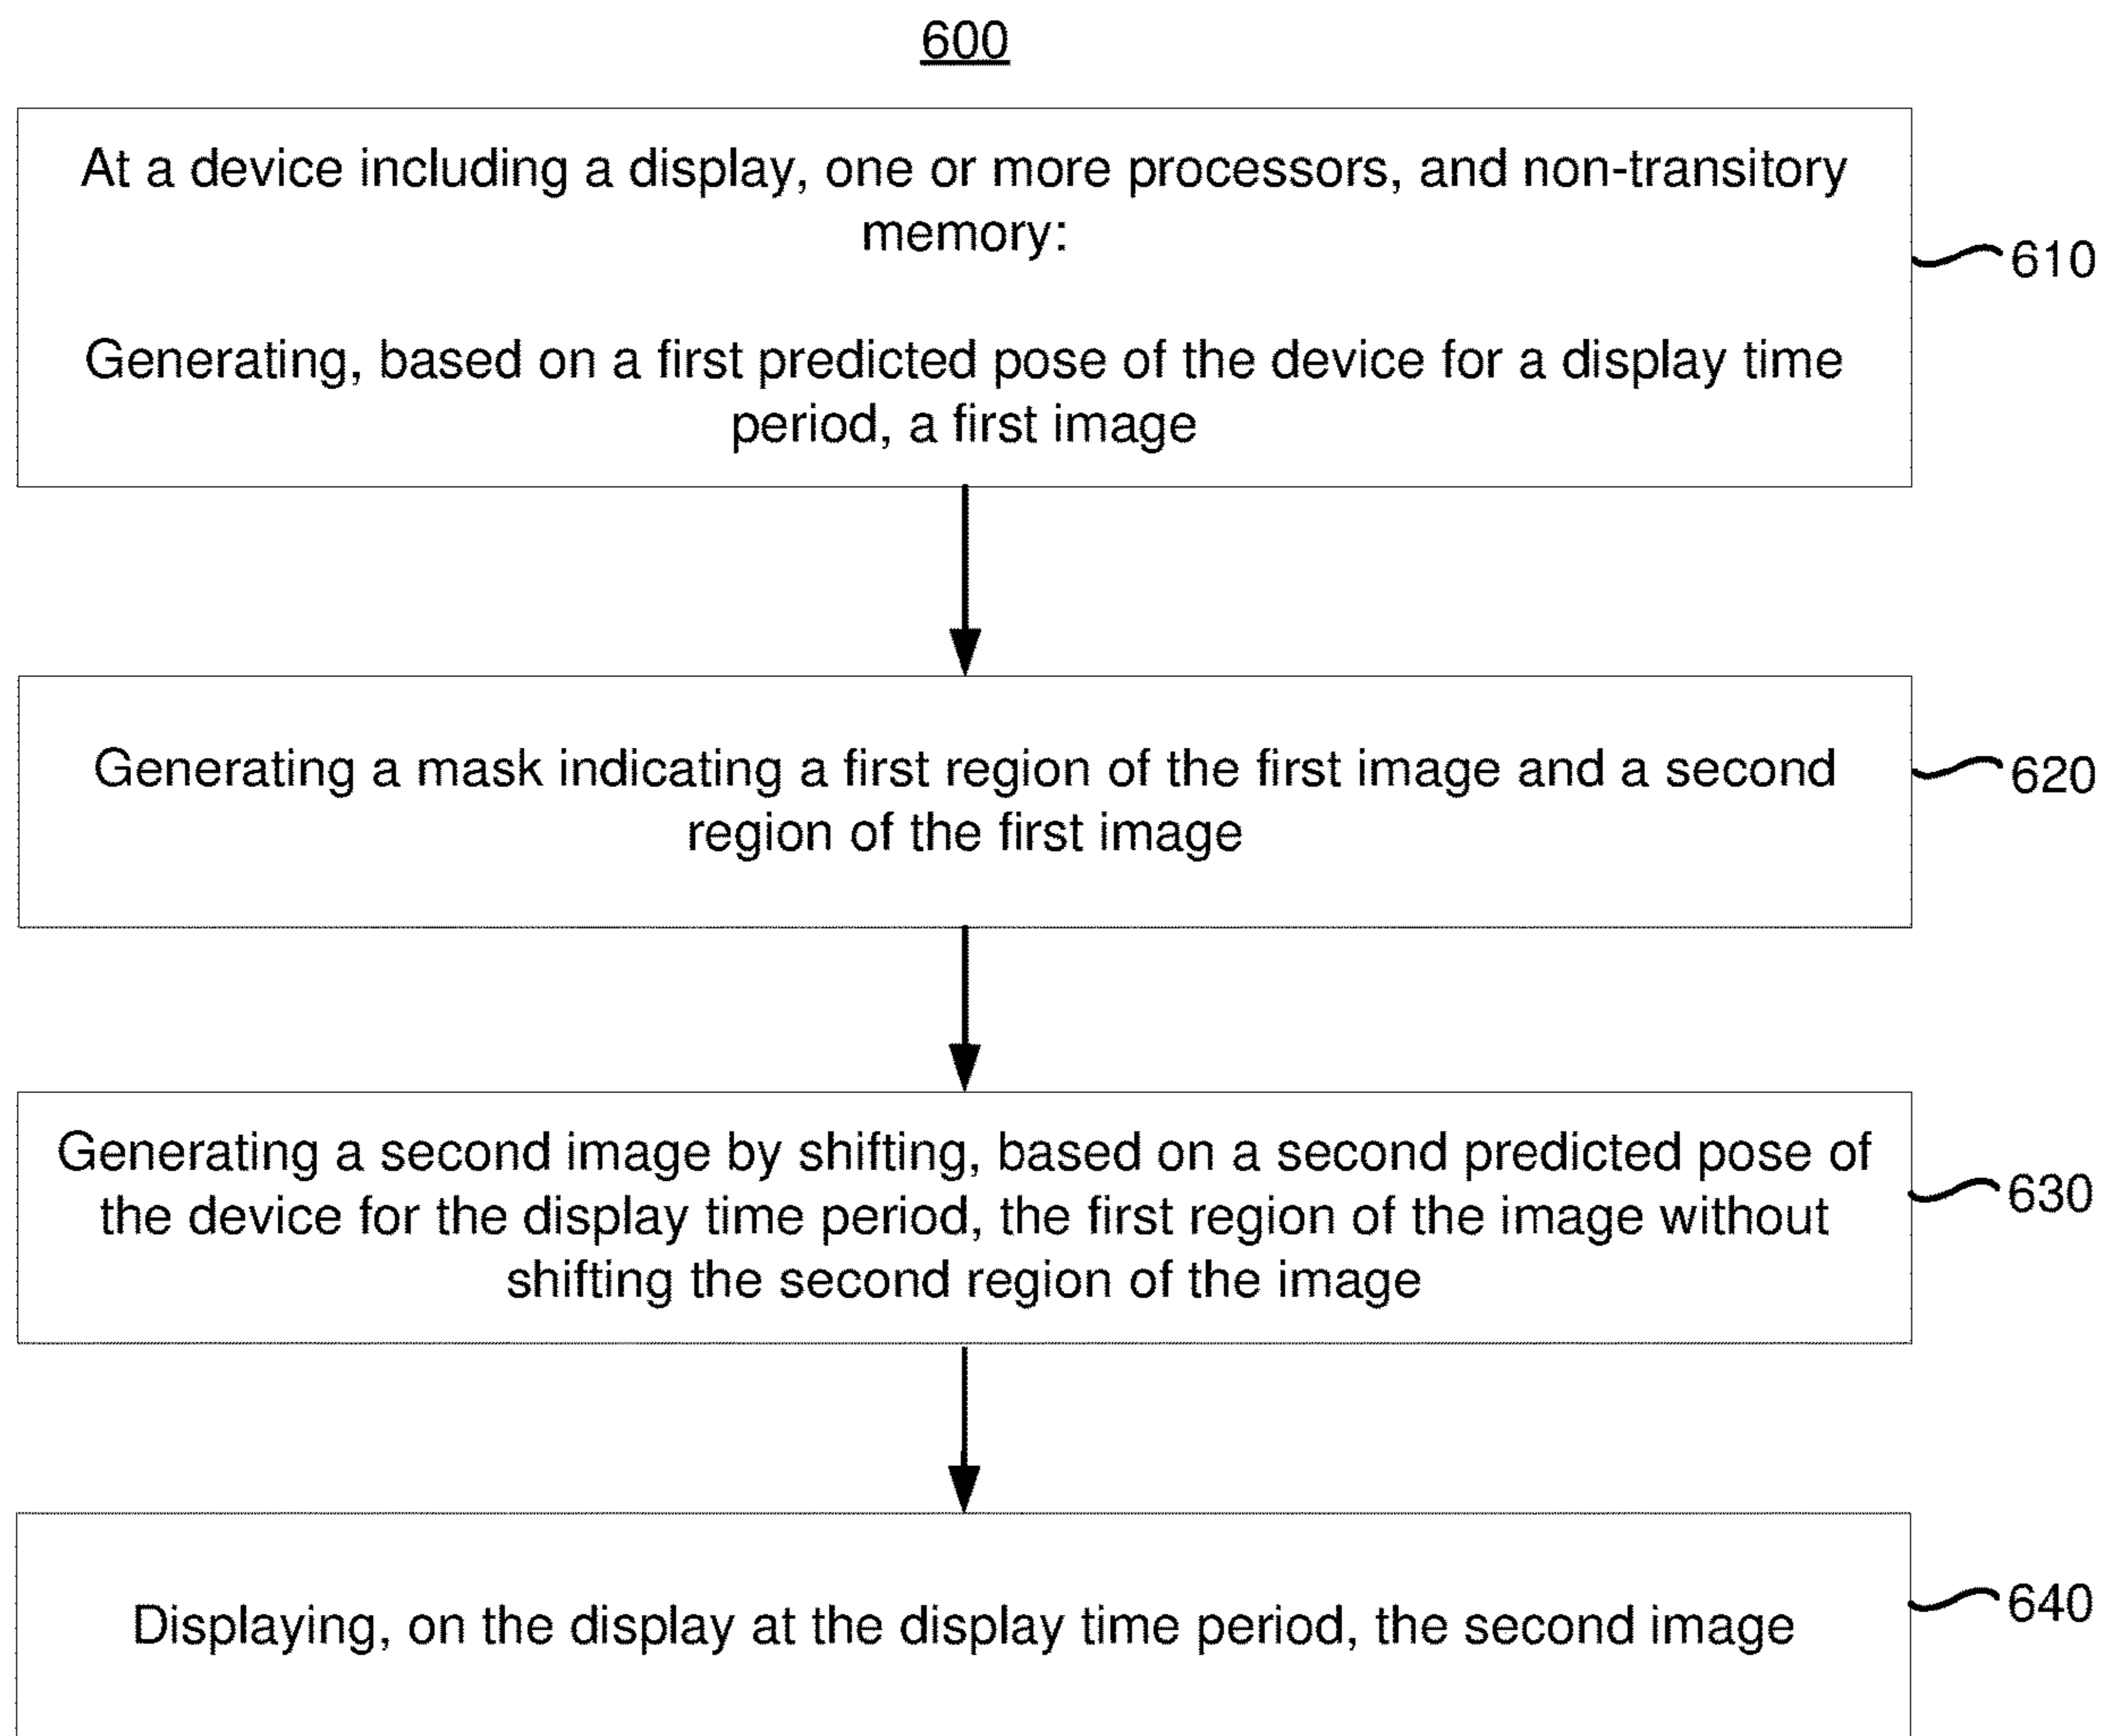 600
At a device including a display, one or more processors, and non-transitory
memory:
Generating, based on a first predicted pose of the device for a display time
period, a first image
610
Generating a mask indicating a first region of the first image and a second
region of the first image
620
Generating a second image by shifting, based on a second predicted pose of
the device for the display time period, the first region of the image without
shifting the second region of the image
630
Displaying, on the display at the display time period, the second image
640